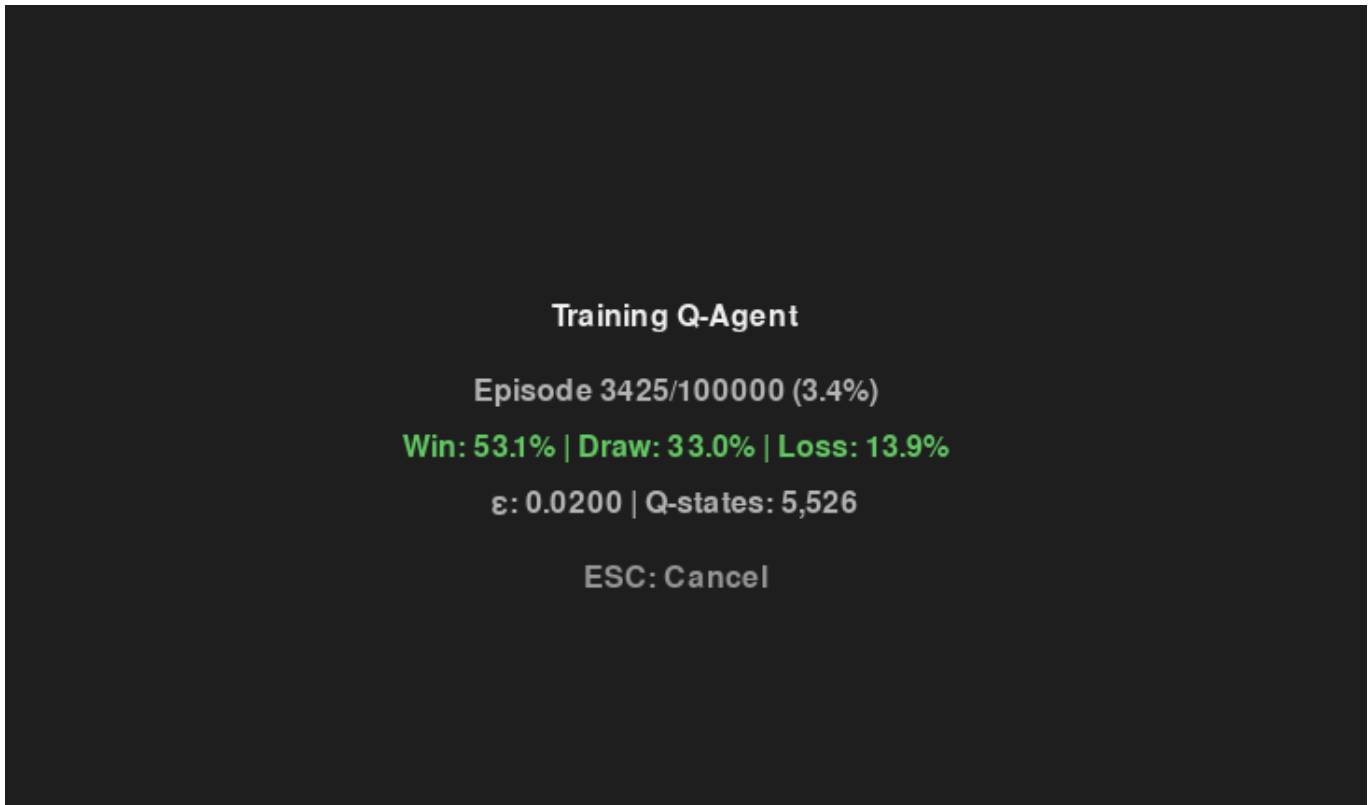 Training Q-Agent
Episode 3425/100000 (3.4%)
Win: 53.1% | Draw: 33.0% | Loss: 13.9%
ε: 0.0200 | Q-states: 5,526
ESC: Cancel